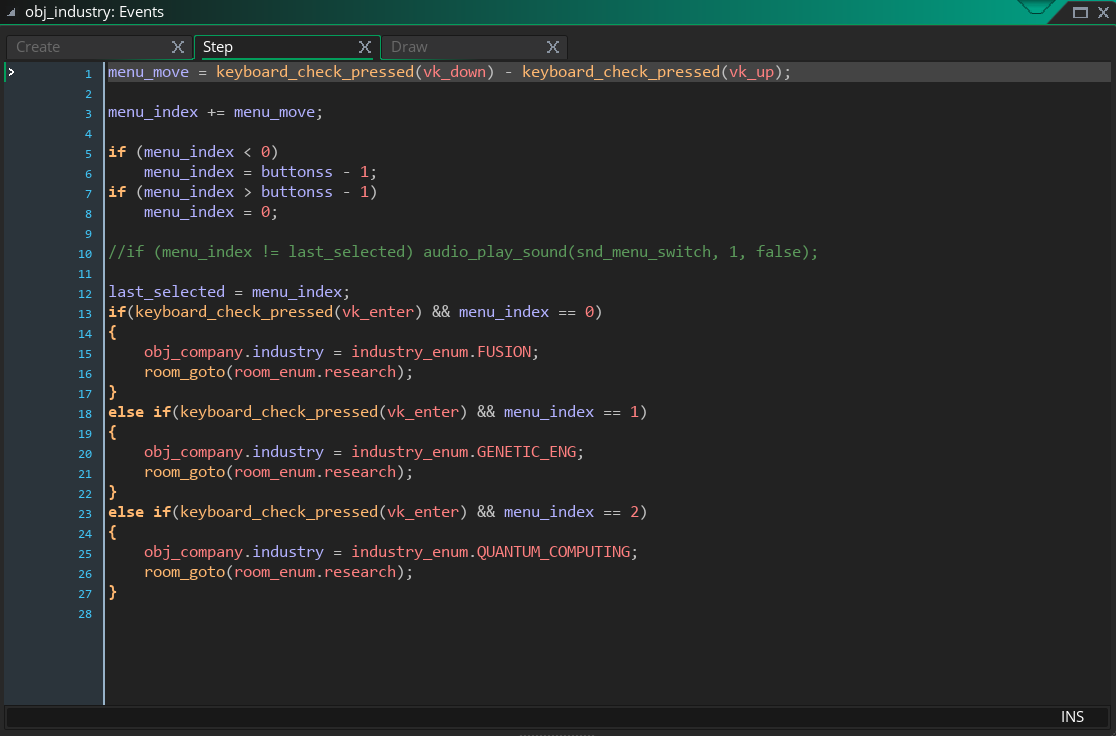 obj_industry: Events
Create Step Draw
1 menu_move = keyboard_check_pressed(vk_down) - keyboard_check_pressed(vk_up);
2
3 menu_index += menu_move;
4
5 if (menu_index < 0)
6     menu_index = buttonss - 1;
7 if (menu_index > buttonss - 1)
8     menu_index = 0;
9
10 //if (menu_index != last_selected) audio_play_sound(snd_menu_switch, 1, false);
11
12 last_selected = menu_index;
13 if(keyboard_check_pressed(vk_enter) && menu_index == 0)
14 {
15     obj_company.industry = industry_enum.FUSION;
16     room_goto(room_enum.research);
17 }
18 else if(keyboard_check_pressed(vk_enter) && menu_index == 1)
19 {
20     obj_company.industry = industry_enum.GENETIC_ENG;
21     room_goto(room_enum.research);
22 }
23 else if(keyboard_check_pressed(vk_enter) && menu_index == 2)
24 {
25     obj_company.industry = industry_enum.QUANTUM_COMPUTING;
26     room_goto(room_enum.research);
27 }
28
INS